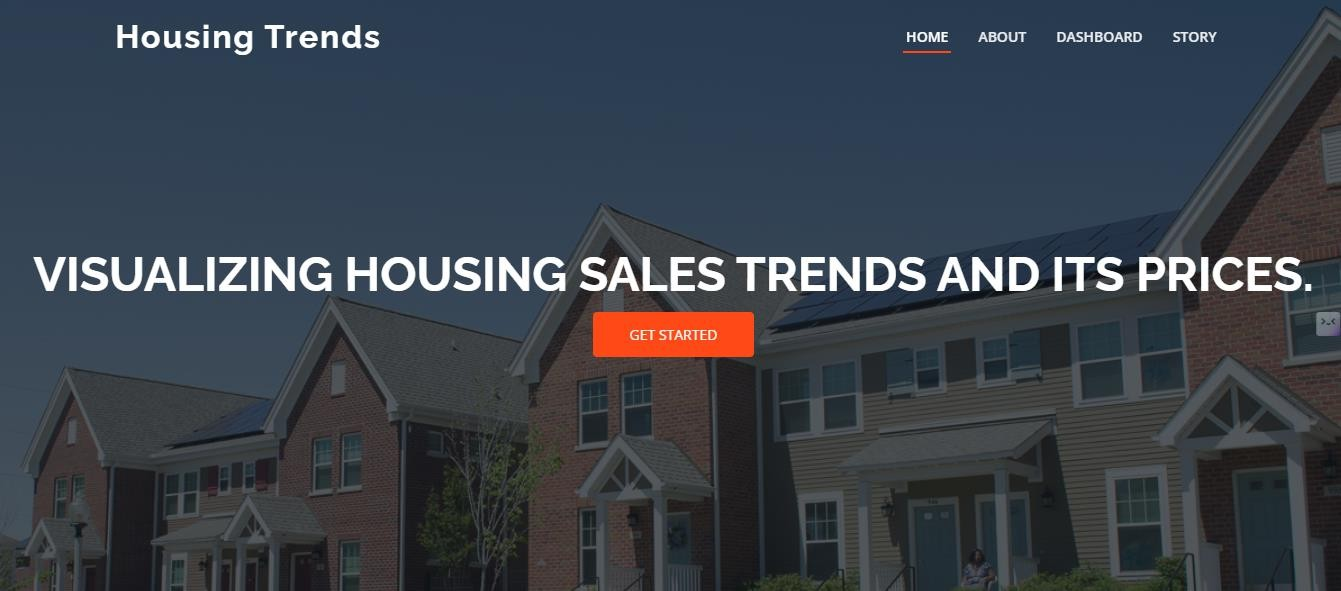 Housing Trends
HOME ABOUT DASHBOARD STORY
VISUALIZING HOUSING SALES TRENDS AND ITS PRICES.
GET STARTED